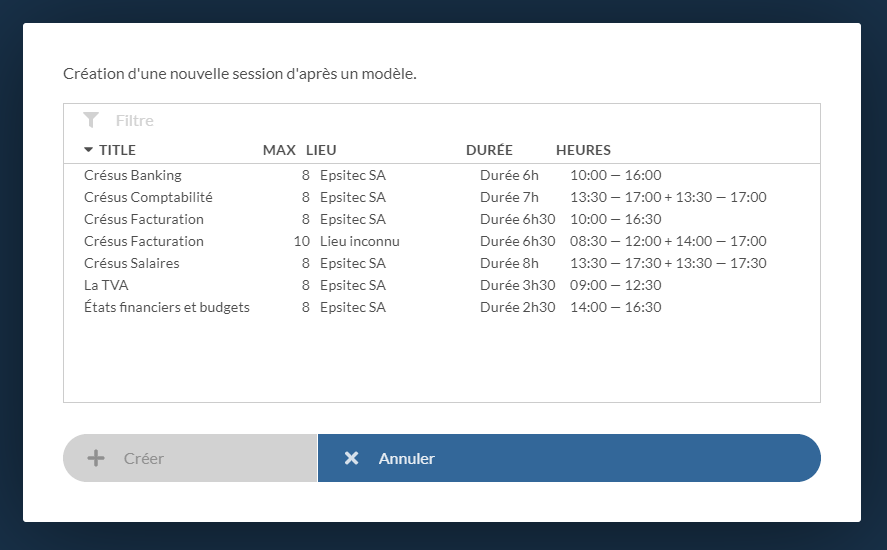 Création d'une nouvelle session d'après un modèle.
Filtre
TITLE MAX LIEU DURÉE HEURES
Crésus Banking 8 Epsitec SA Durée 6h 10:00 — 16:00
Crésus Comptabilité 8 Epsitec SA Durée 7h 13:30 — 17:00 + 13:30 — 17:00
Crésus Facturation 8 Epsitec SA Durée 6h30 10:00 — 16:30
Crésus Facturation 10 Lieu inconnu Durée 6h30 08:30 — 12:00 + 14:00 — 17:00
Crésus Salaires 8 Epsitec SA Durée 8h 13:30 — 17:30 + 13:30 — 17:30
La TVA 8 Epsitec SA Durée 3h30 09:00 — 12:30
États financiers et budgets 8 Epsitec SA Durée 2h30 14:00 — 16:30
Créer Annuler